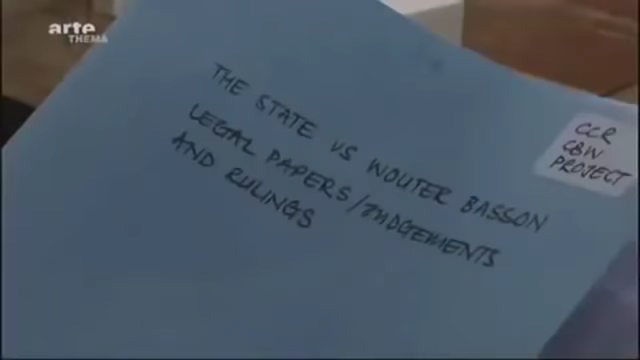 arte
THEMA
THE STATE VS WOUTER BASSON
LEGAL PAPERS/JUDGEMENTS
AND RULINGS
CCR
CBW
PROJECT